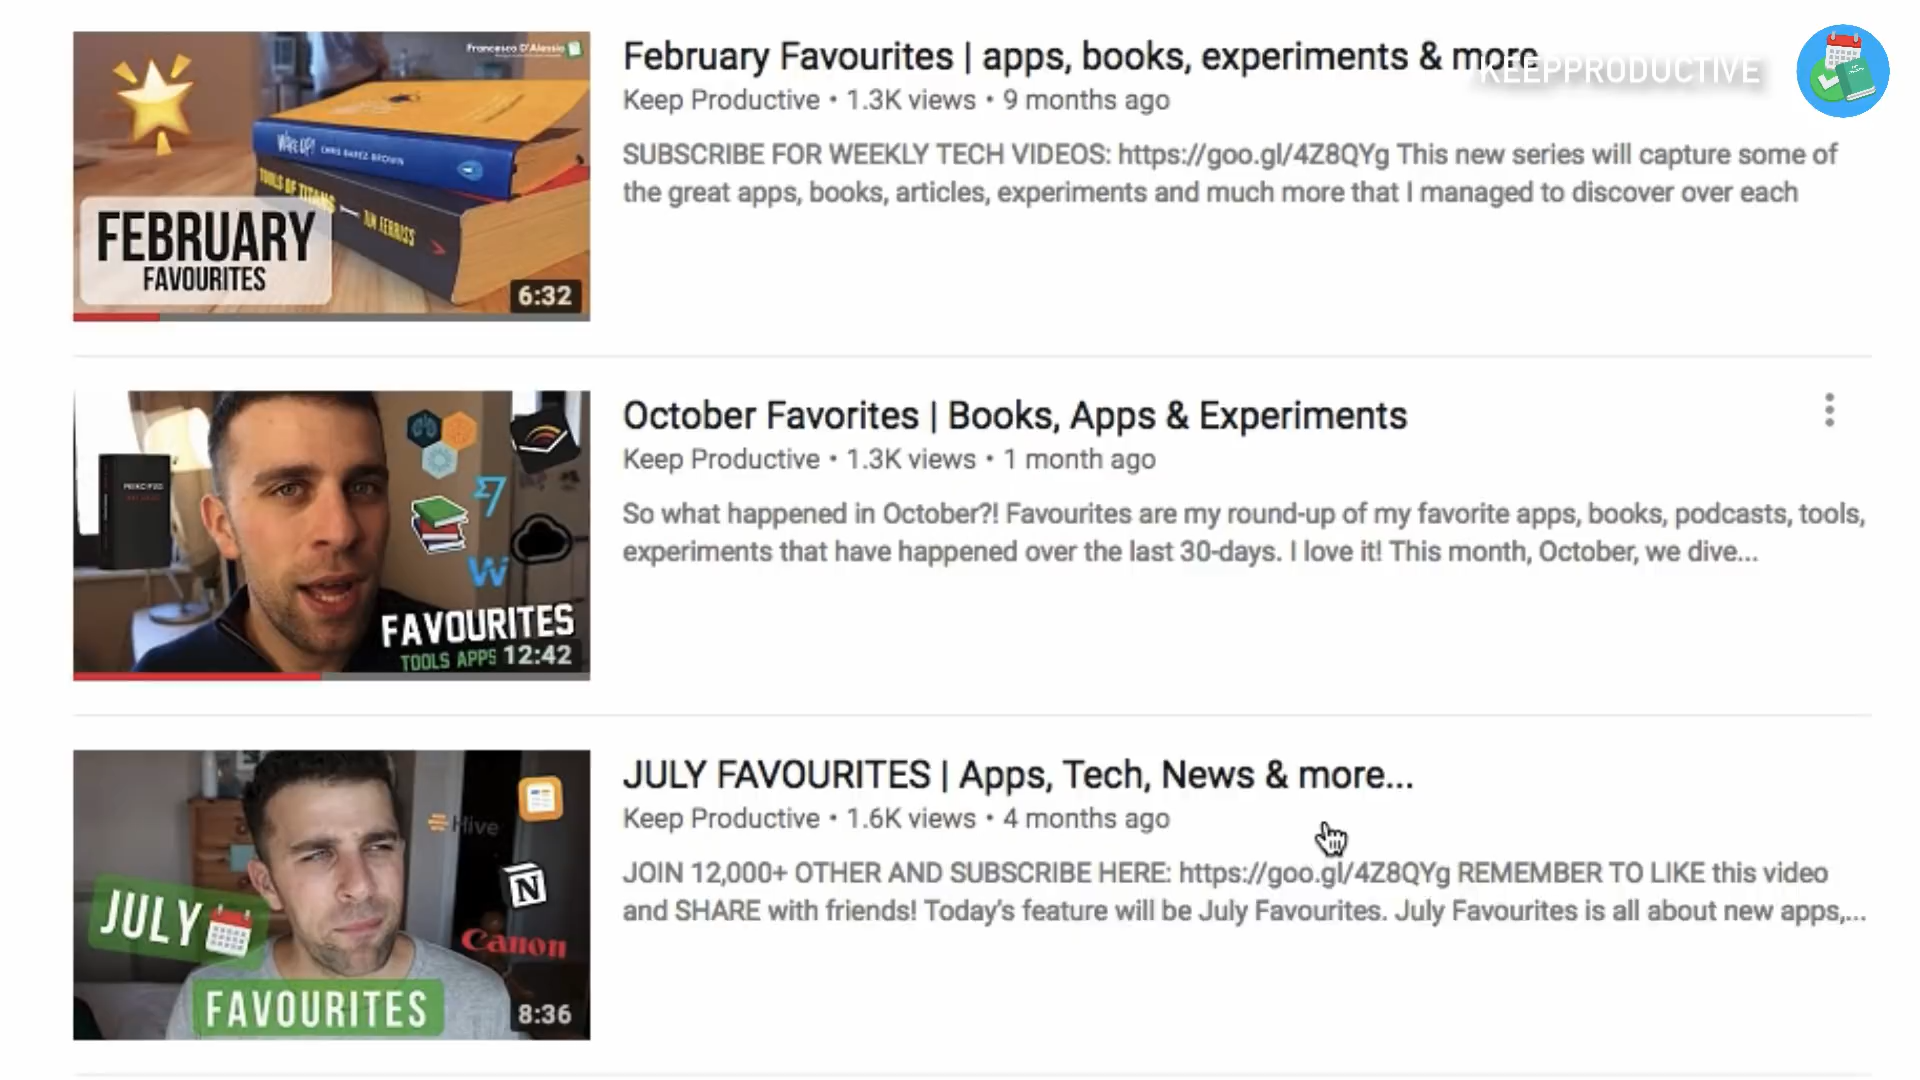 Francesco D'Alessio
WAKE UP! CHRIS BAREZ-BROWN
TOOLS OF TITANS — TIM FERRISS
FEBRUARY
FAVOURITES
6:32
February Favourites | apps, books, experiments & more
KEEPPRODUCTIVE
Keep Productive • 1.3K views • 9 months ago
SUBSCRIBE FOR WEEKLY TECH VIDEOS: https://goo.gl/4Z8QYg This new series will capture some of
the great apps, books, articles, experiments and much more that I managed to discover over each
PRINCIPLES
W
FAVOURITES
TOOLS APPS 12:42
October Favorites | Books, Apps & Experiments
Keep Productive • 1.3K views • 1 month ago
So what happened in October?! Favourites are my round-up of my favorite apps, books, podcasts, tools,
experiments that have happened over the last 30-days. I love it! This month, October, we dive...
Hive
N
JULY
Canon
FAVOURITES
8:36
JULY FAVOURITES | Apps, Tech, News & more...
Keep Productive • 1.6K views • 4 months ago
JOIN 12,000+ OTHER AND SUBSCRIBE HERE: https://goo.gl/4Z8QYg REMEMBER TO LIKE this video
and SHARE with friends! Today's feature will be July Favourites. July Favourites is all about new apps,...